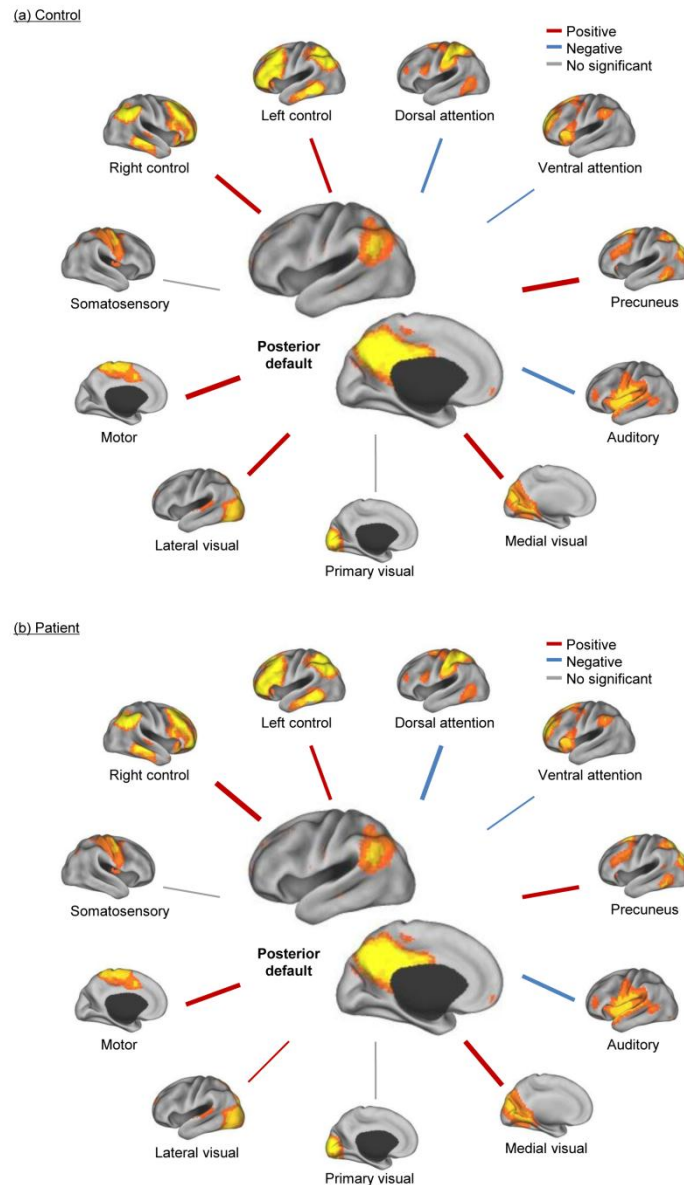 (a) Control
Positive
Negative
No significant
Left control
Dorsal attention
Right control
Ventral attention
Somatosensory
Precuneus
Posterior
default
Motor
Auditory
Lateral visual
Primary visual
Medial visual
(b) Patient
Positive
Negative
No significant
Left control
Dorsal attention
Right control
Ventral attention
Somatosensory
Precuneus
Posterior
default
Motor
Auditory
Lateral visual
Primary visual
Medial visual